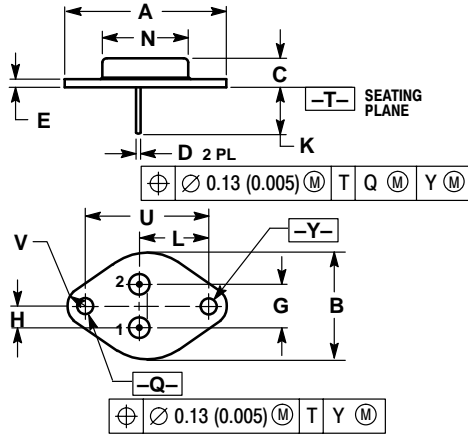 A
N
C
E
–T– SEATING PLANE
K
D 2 PL
⌖ ∅ 0.13 (0.005) Ⓜ T Q Ⓜ Y Ⓜ
U
V
L
–Y–
2
G
B
H
1
–Q–
⌖ ∅ 0.13 (0.005) Ⓜ T Y Ⓜ